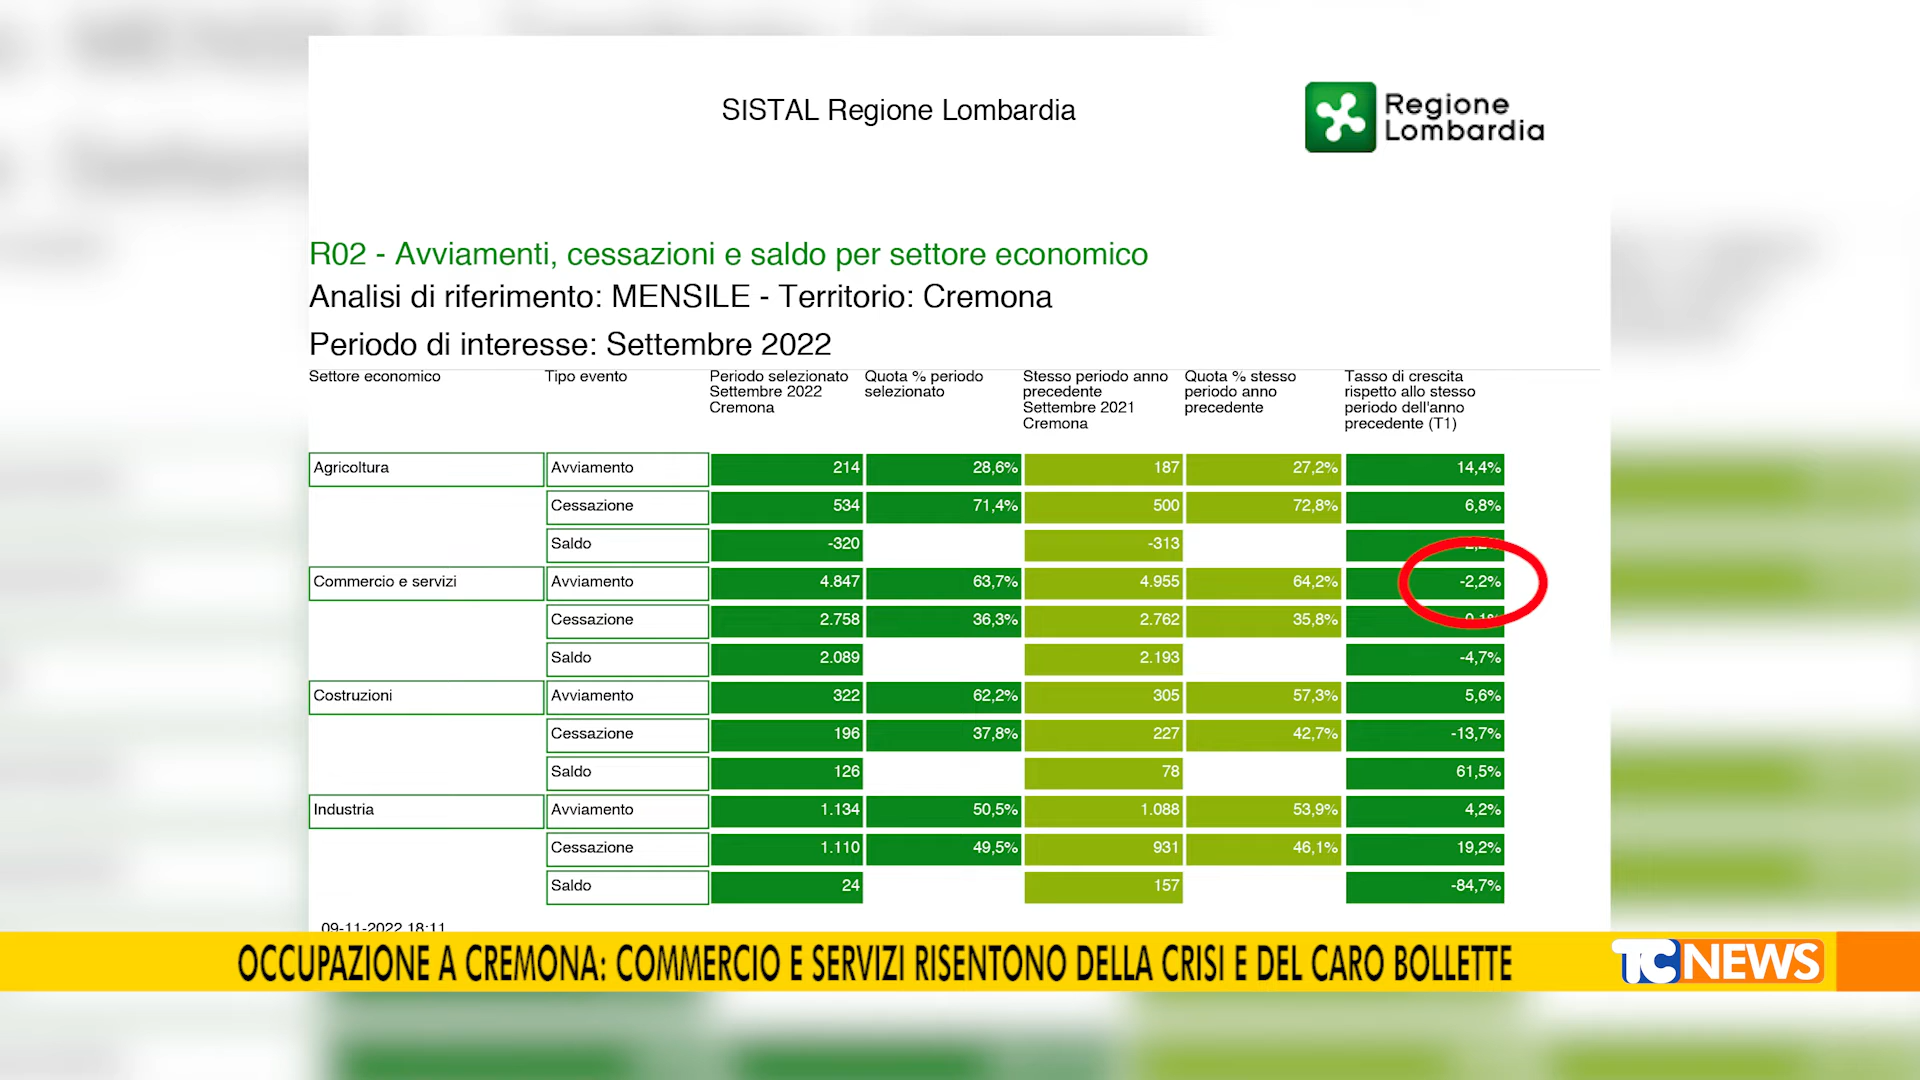 SISTAL Regione Lombardia
Regione
Lombardia
R02 - Avviamenti, cessazioni e saldo per settore economico
Analisi di riferimento: MENSILE - Territorio: Cremona
Periodo di interesse: Settembre 2022
Settore economico
Tipo evento
Periodo selezionato
Settembre 2022
Cremona
Quota % periodo
selezionato
Stesso periodo anno
precedente
Settembre 2021
Cremona
Quota % stesso
periodo anno
precedente
Tasso di crescita
rispetto allo stesso
periodo dell'anno
precedente (T1)
Agricoltura Avviamento 214 28,6% 187 27,2% 14,4%
Cessazione 534 71,4% 500 72,8% 6,8%
Saldo -320 -313
Commercio e servizi Avviamento 4.847 63,7% 4.955 64,2% -2,2%
Cessazione 2.758 36,3% 2.762 35,8%
Saldo 2.089 2.193 -4,7%
Costruzioni Avviamento 322 62,2% 305 57,3% 5,6%
Cessazione 196 37,8% 227 42,7% -13,7%
Saldo 126 78 61,5%
Industria Avviamento 1.134 50,5% 1.088 53,9% 4,2%
Cessazione 1.110 49,5% 931 46,1% 19,2%
Saldo 24 157 -84,7%
09-11-2022 18:11
OCCUPAZIONE A CREMONA: COMMERCIO E SERVIZI RISENTONO DELLA CRISI E DEL CARO BOLLETTE
TC NEWS